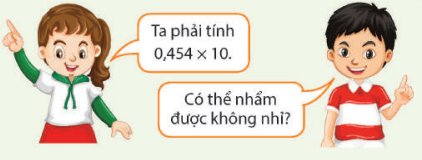 Ta phải tính
0,454 × 10.
Có thể nhẩm
được không nhỉ?